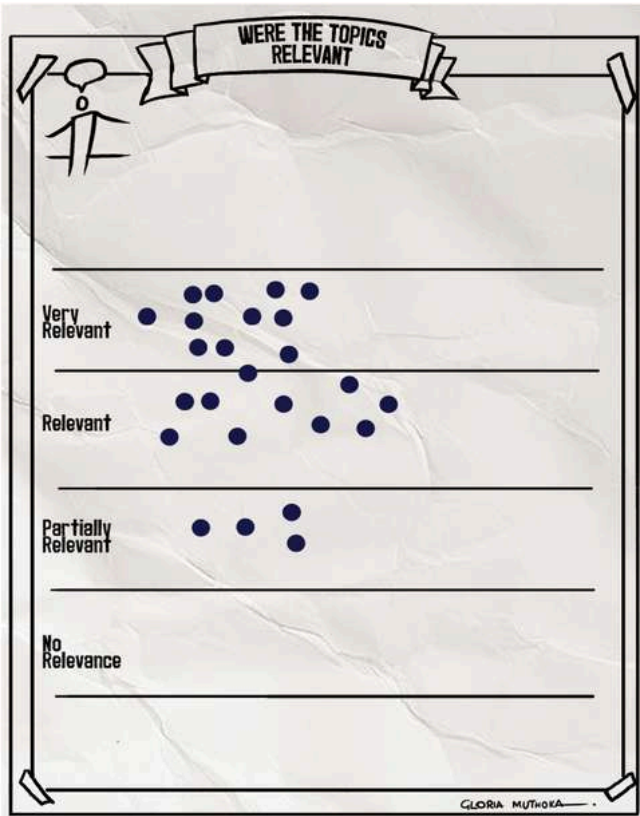 WERE THE TOPICS
RELEVANT
Very
Relevant
Relevant
Partially
Relevant
No
Relevance
GLORIA MUTHOKA